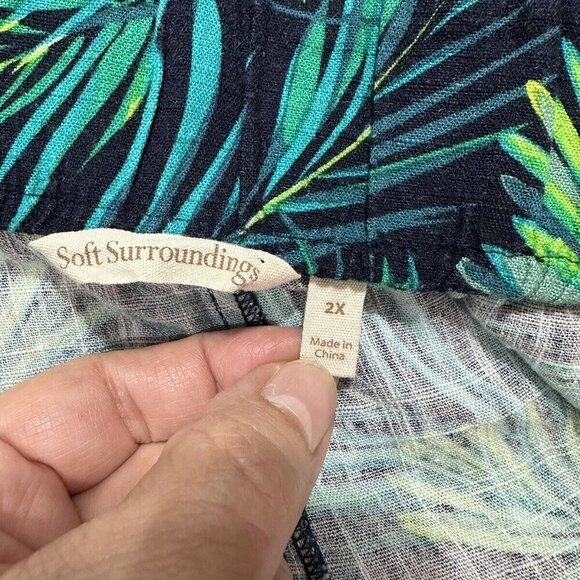 Soft Surroundings
2X
Made in
China